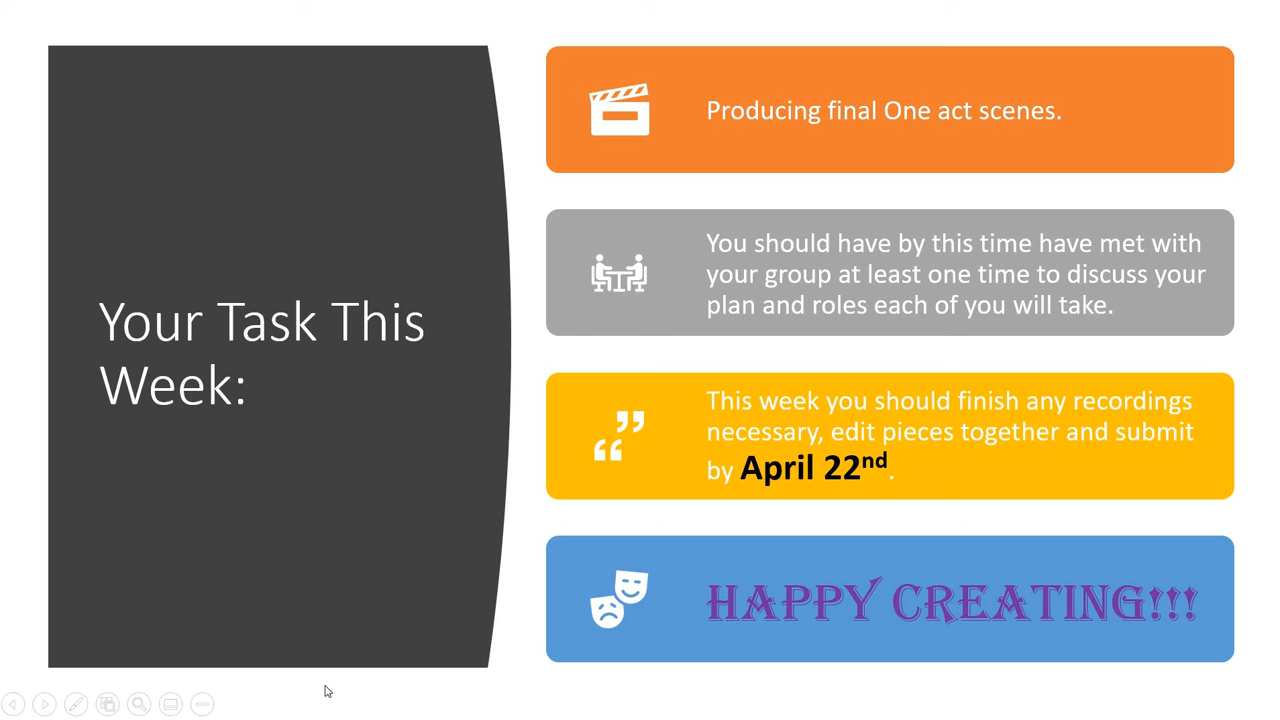 Your Task This
Week:
Producing final One act scenes.
You should have by this time have met with
your group at least one time to discuss your
plan and roles each of you will take.
This week you should finish any recordings
necessary, edit pieces together and submit
by April 22nd.
HAPPY CREATING!!!